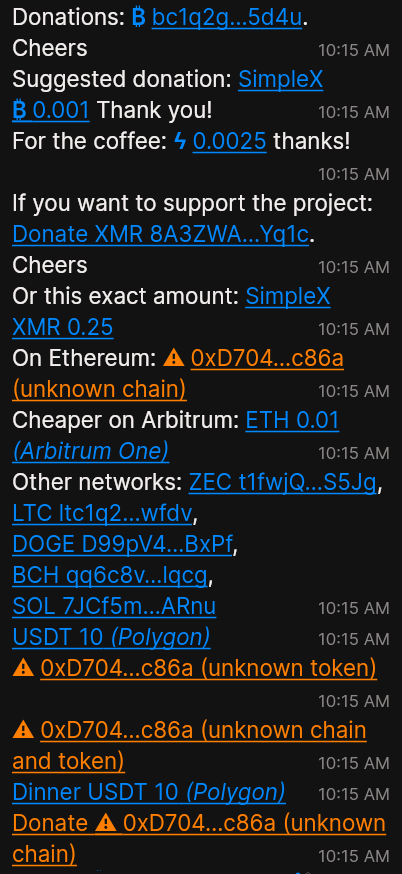 Donations: ₿ bc1q2g...5d4u.
Cheers 10:15 AM
Suggested donation: SimpleX
₿ 0.001 Thank you! 10:15 AM
For the coffee: ϟ 0.0025 thanks!
10:15 AM
If you want to support the project:
Donate XMR 8A3ZWA...Yq1c.
Cheers 10:15 AM
Or this exact amount: SimpleX
XMR 0.25 10:15 AM
On Ethereum: ⚠ 0xD704...c86a
(unknown chain) 10:15 AM
Cheaper on Arbitrum: ETH 0.01
(Arbitrum One) 10:15 AM
Other networks: ZEC t1fwjQ...S5Jg,
LTC ltc1q2...wfdv,
DOGE D99pV4...BxPf,
BCH qq6c8v...lqcg,
SOL 7JCf5m...ARnu 10:15 AM
USDT 10 (Polygon) 10:15 AM
⚠ 0xD704...c86a (unknown token)
10:15 AM
⚠ 0xD704...c86a (unknown chain
and token) 10:15 AM
Dinner USDT 10 (Polygon) 10:15 AM
Donate ⚠ 0xD704...c86a (unknown
chain) 10:15 AM